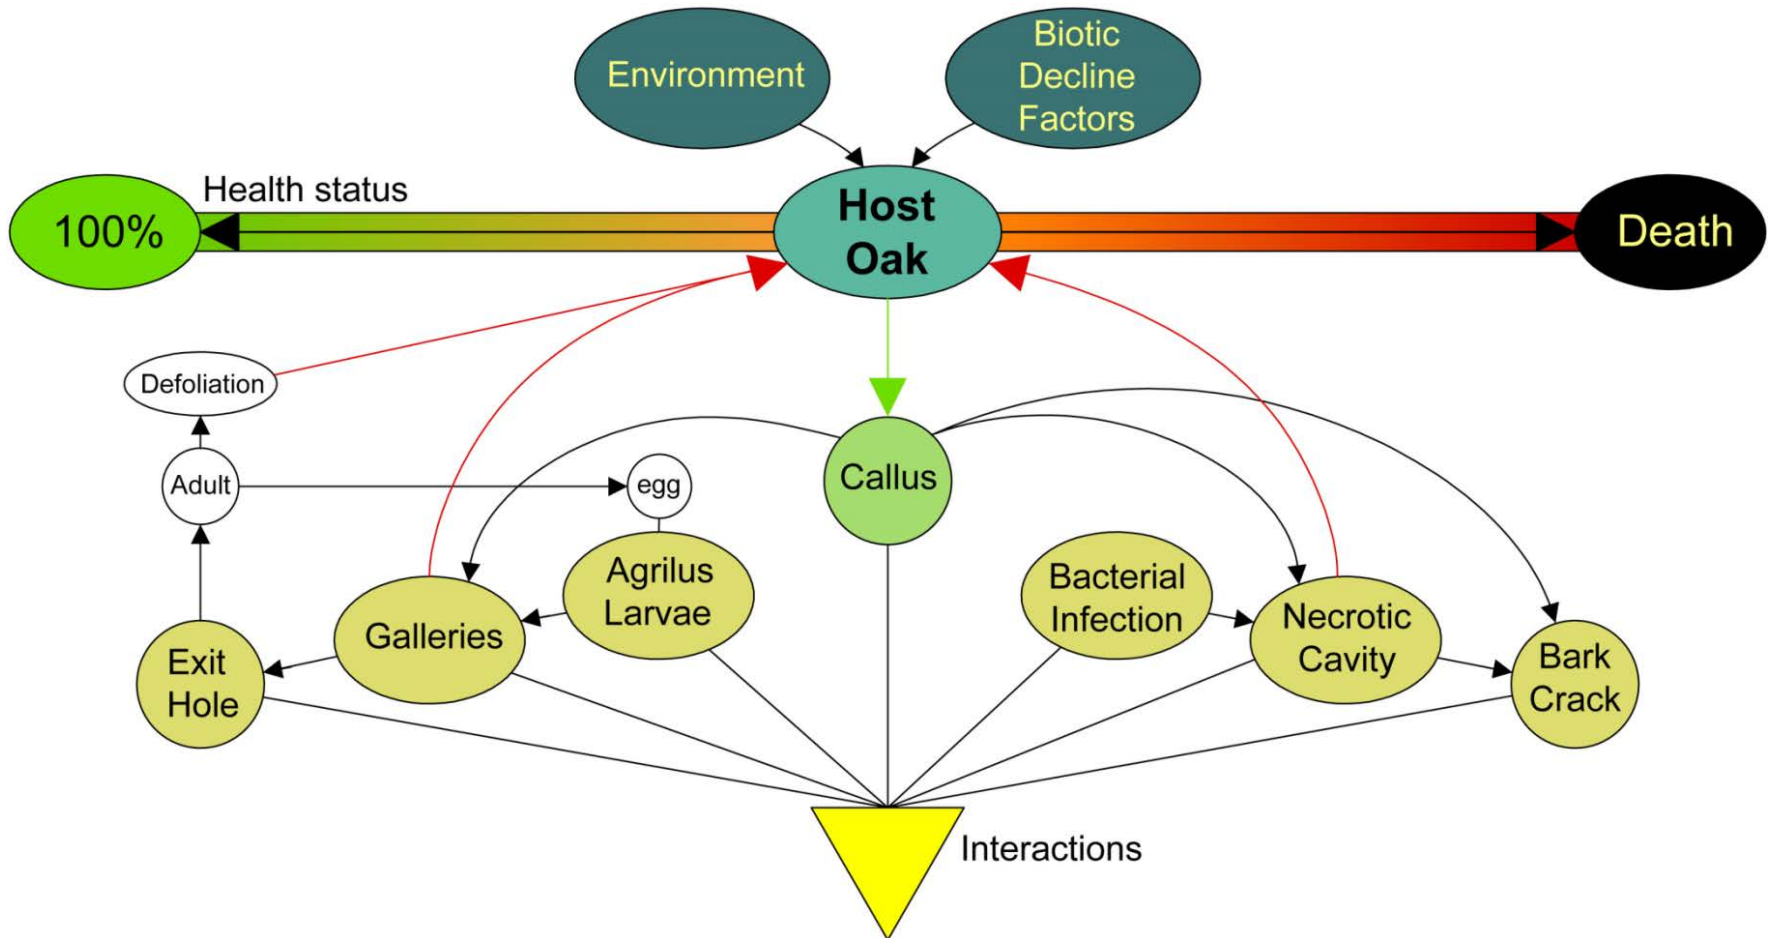 Environment
Biotic
Decline
Factors
Health status
100%
Host
Oak
Death
Defoliation
Adult
egg
Callus
Agrilus
Larvae
Bacterial
Infection
Galleries
Necrotic
Cavity
Exit
Hole
Bark
Crack
Interactions